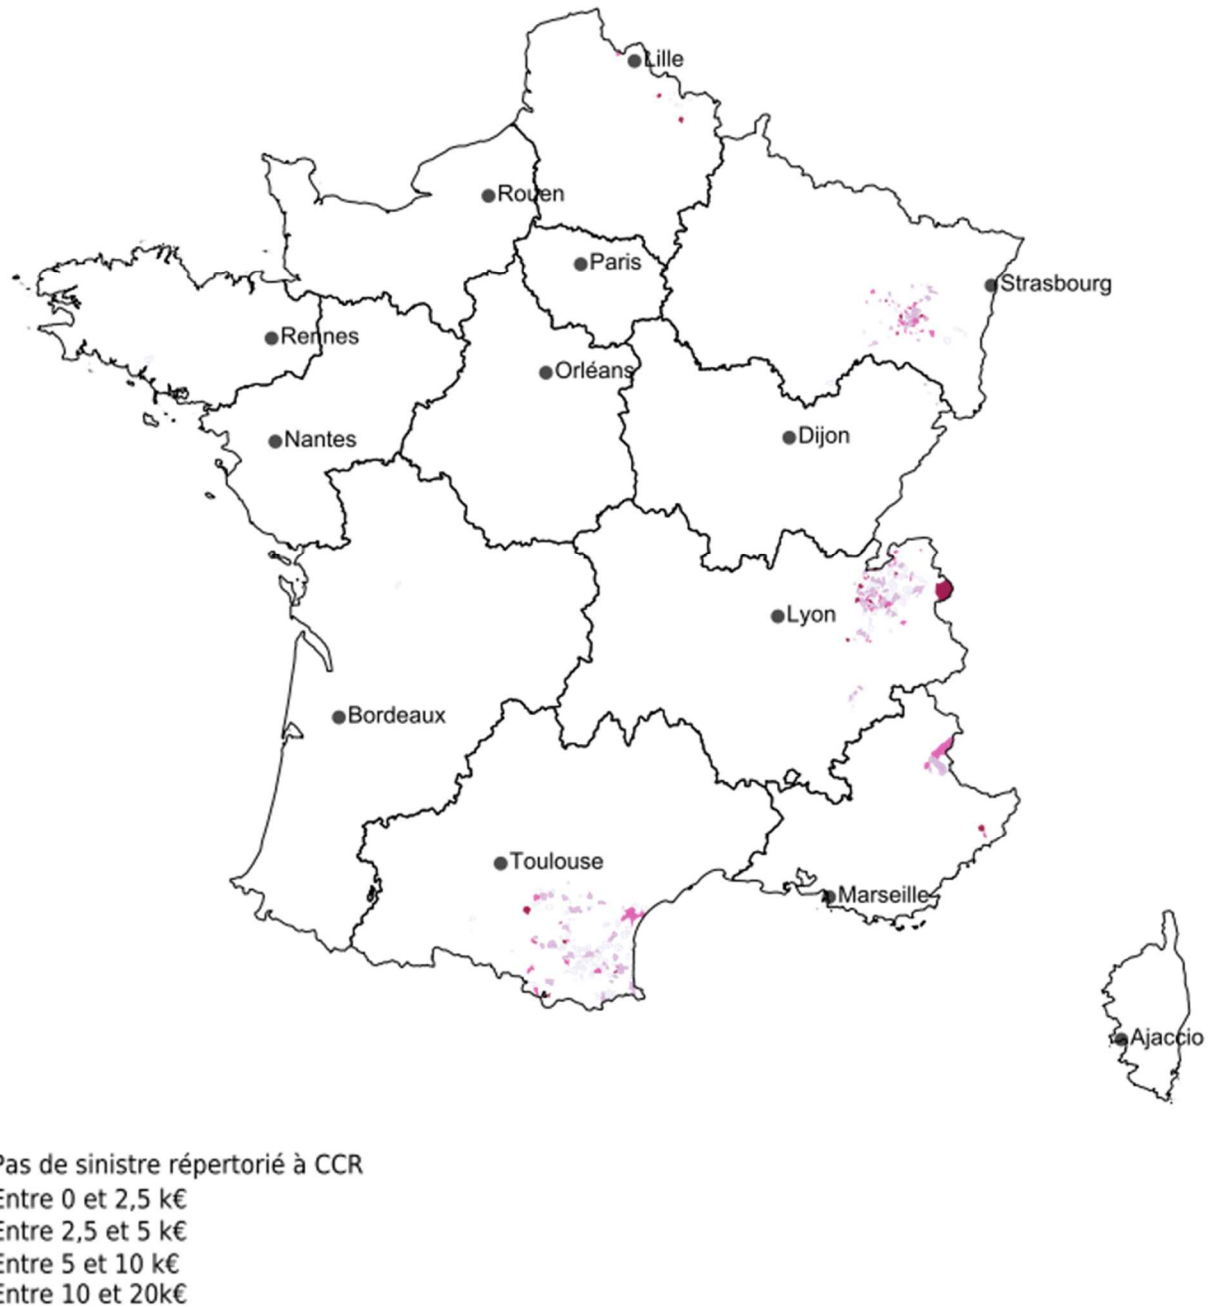 Lille
Rouen
Paris
Strasbourg
Rennes
Orléans
Nantes
Dijon
Lyon
Bordeaux
Toulouse
Marseille
Ajaccio
Pas de sinistre répertorié à CCR
Entre 0 et 2,5 k€
Entre 2,5 et 5 k€
Entre 5 et 10 k€
Entre 10 et 20k€